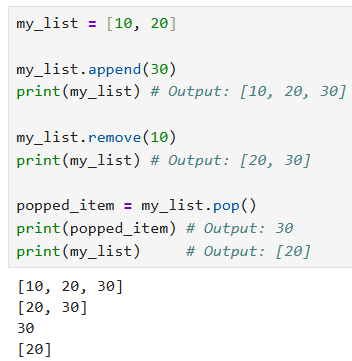 my_list = [10, 20]
my_list.append(30)
print(my_list) # Output: [10, 20, 30]
my_list.remove(10)
print(my_list) # Output: [20, 30]
popped_item = my_list.pop()
print(popped_item) # Output: 30
print(my_list)     # Output: [20]
[10, 20, 30]
[20, 30]
30
[20]